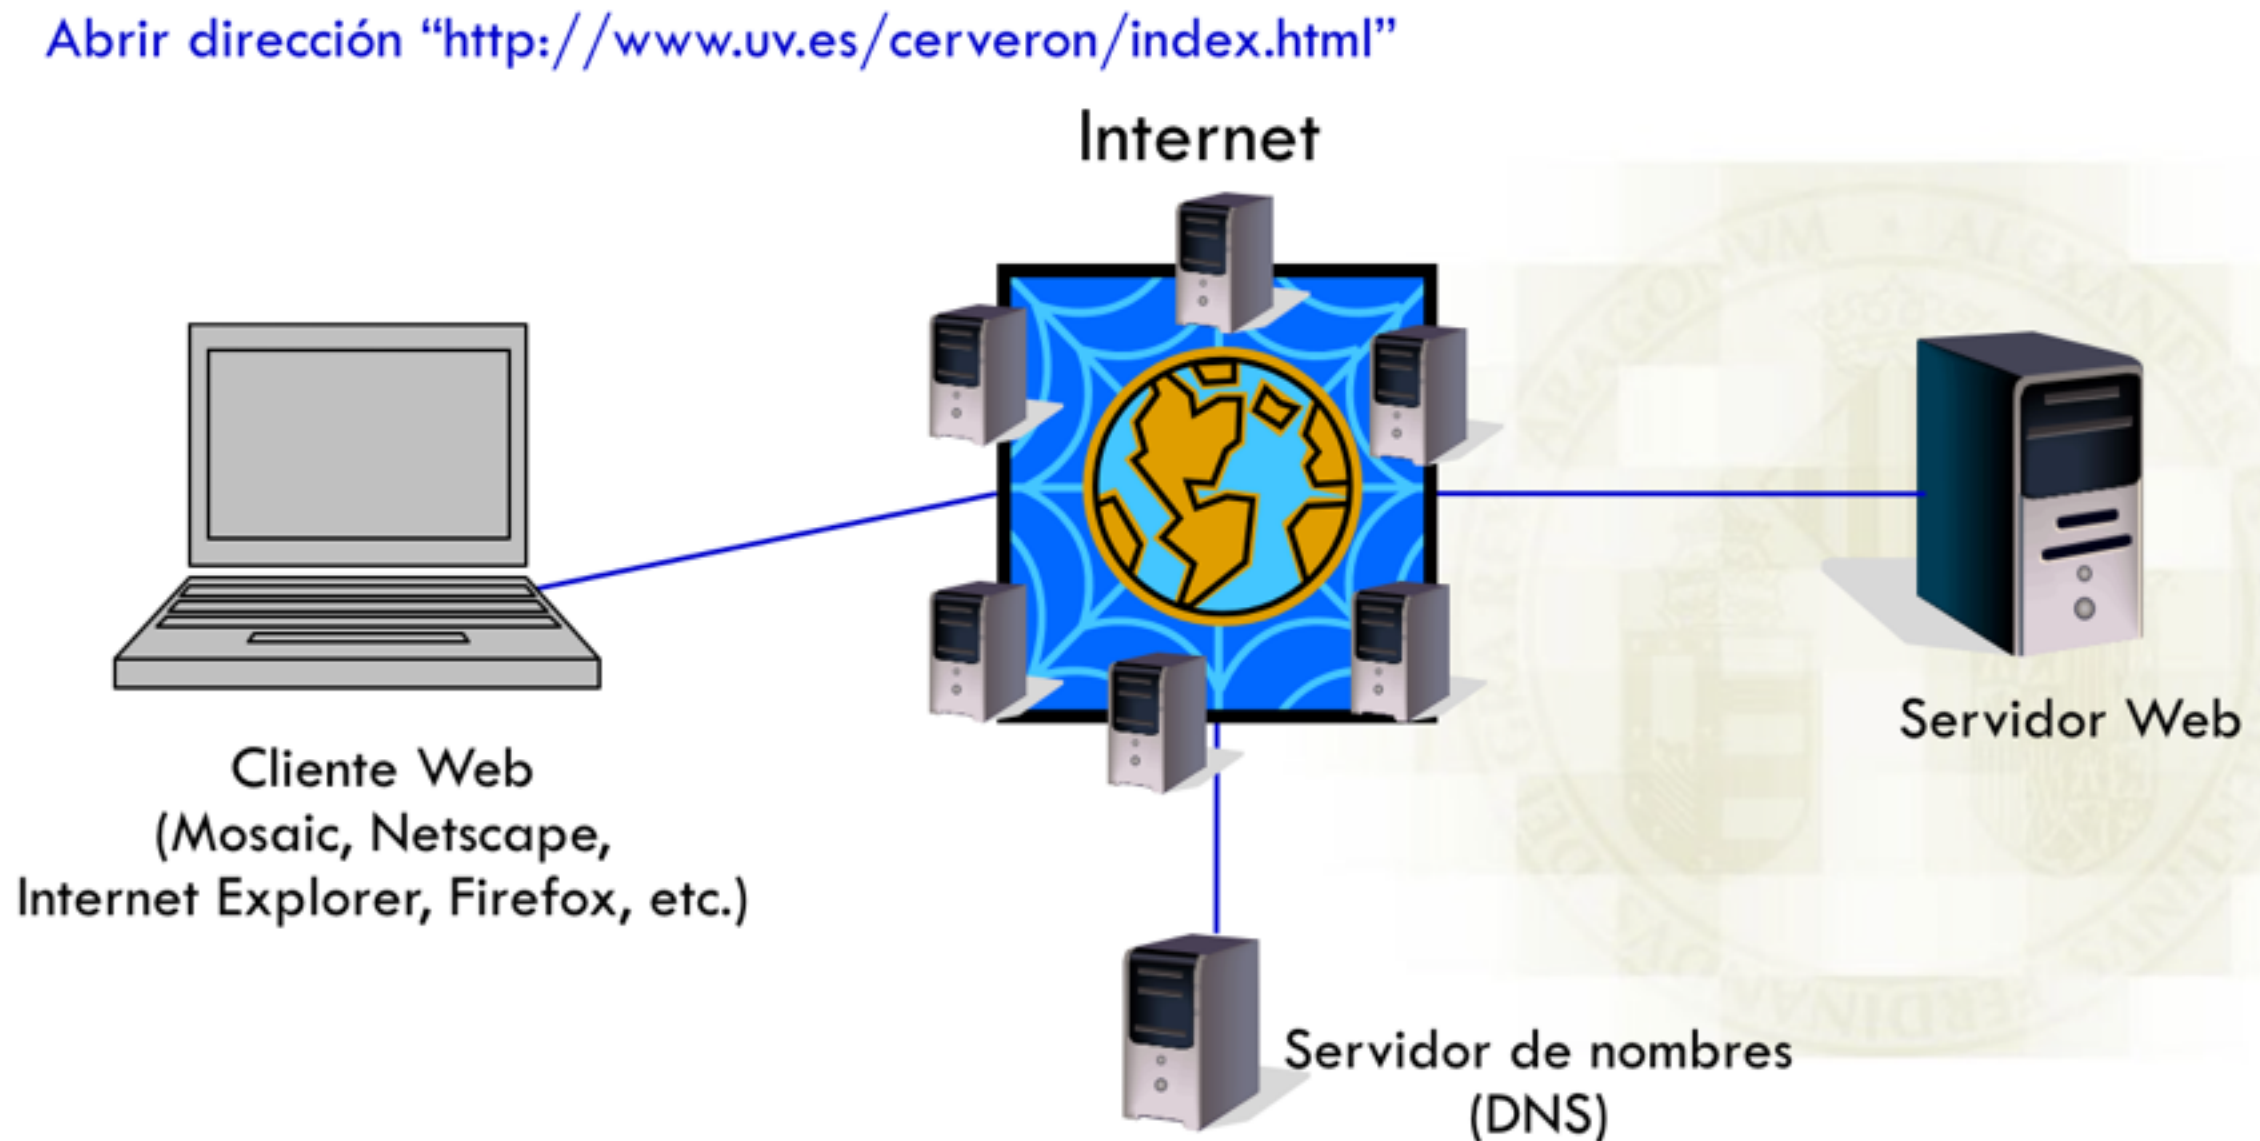 Abrir dirección “http://www.uv.es/cerveron/index.html”
Internet
Cliente Web
(Mosaic, Netscape,
Internet Explorer, Firefox, etc.)
Servidor Web
Servidor de nombres
(DNS)